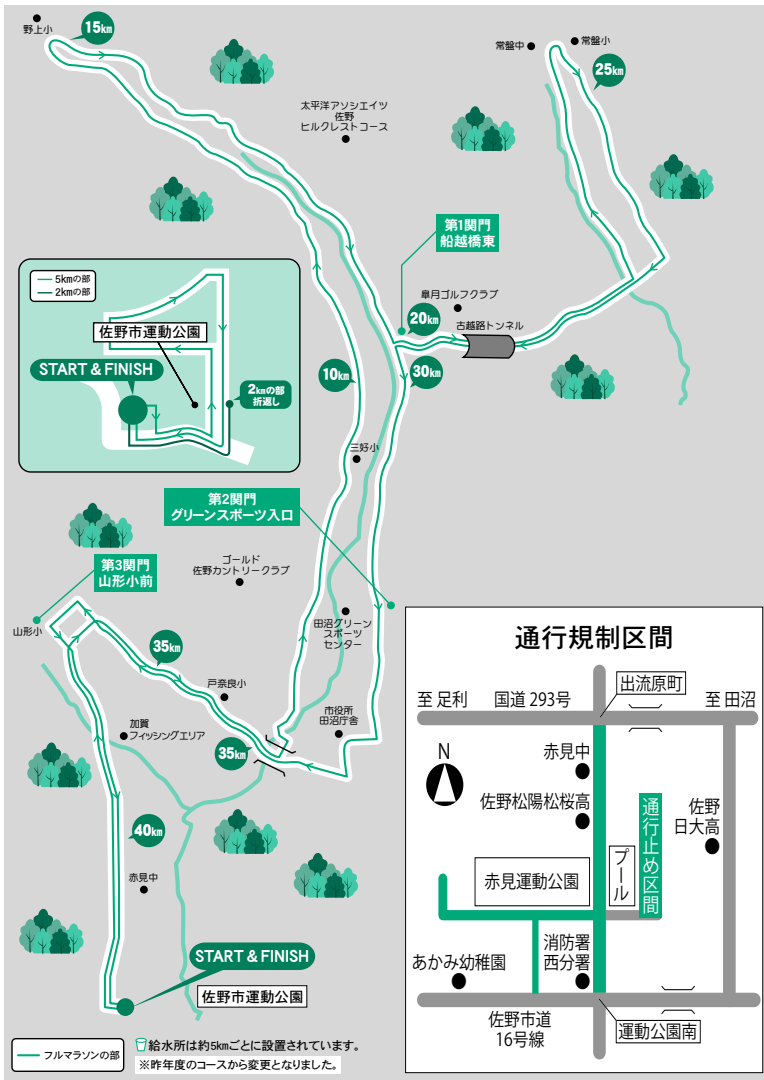 野上小
15km
常盤中
常盤小
25km
太平洋アソシエイツ
佐野
ヒルクレストコース
第1関門
船越橋東
皐月ゴルフクラブ
20km
古越路トンネル
30km
10km
5kmの部
2kmの部
佐野市運動公園
START & FINISH
2kmの部
折返し
三好小
第2関門
グリーンスポーツ入口
ゴールド
佐野カントリークラブ
第3関門
山形小前
山形小
35km
田沼グリーン
スポーツ
センター
戸奈良小
市役所
田沼庁舎
加賀
フィッシングエリア
35km
40km
赤見中
START & FINISH
佐野市運動公園
フルマラソンの部
給水所は約5kmごとに設置されています。
※昨年度のコースから変更となりました。
通行規制区間
出流原町
至 足利
国道 293号
至 田沼
N
赤見中
佐野松陽松桜高
通行止め区間
佐野
日大高
プール
赤見運動公園
消防署
西分署
あかみ幼稚園
佐野市道
16号線
運動公園南